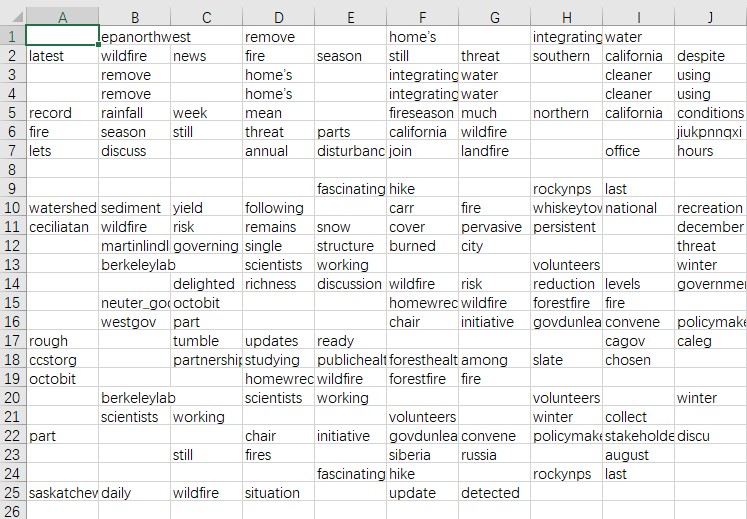 A B C D E F G H I J
1 epanorthwest remove home's integrating water
2 latest wildfire news fire season still threat southern california despite
3 remove home's integrating water cleaner using
4 remove home's integrating water cleaner using
5 record rainfall week mean fireseason much northern california conditions
6 fire season still threat parts california wildfire jiukpnnqxi
7 lets discuss annual disturbanc join landfire office hours
8
9 fascinating hike rockynps last
10 watershed sediment yield following carr fire whiskeytow national recreation
11 ceciliatan wildfire risk remains snow cover pervasive persistent december
12 martinlindl governing single structure burned city threat
13 berkeleylab scientists working volunteers winter
14 delighted richness discussion wildfire risk reduction levels governme
15 neuter_goo octobit homewrec wildfire forestfire fire
16 westgov part chair initiative govdunlea convene policymake
17 rough tumble updates ready cagov caleg
18 ccstorg partnership studying publichealt foresthealt among slate chosen
19 octobit homewrec wildfire forestfire fire
20 berkeleylab scientists working volunteers winter
21 scientists working volunteers winter collect
22 part chair initiative govdunlea convene policymake stakeholde discu
23 still fires siberia russia august
24 fascinating hike rockynps last
25 saskatchew daily wildfire situation update detected
26